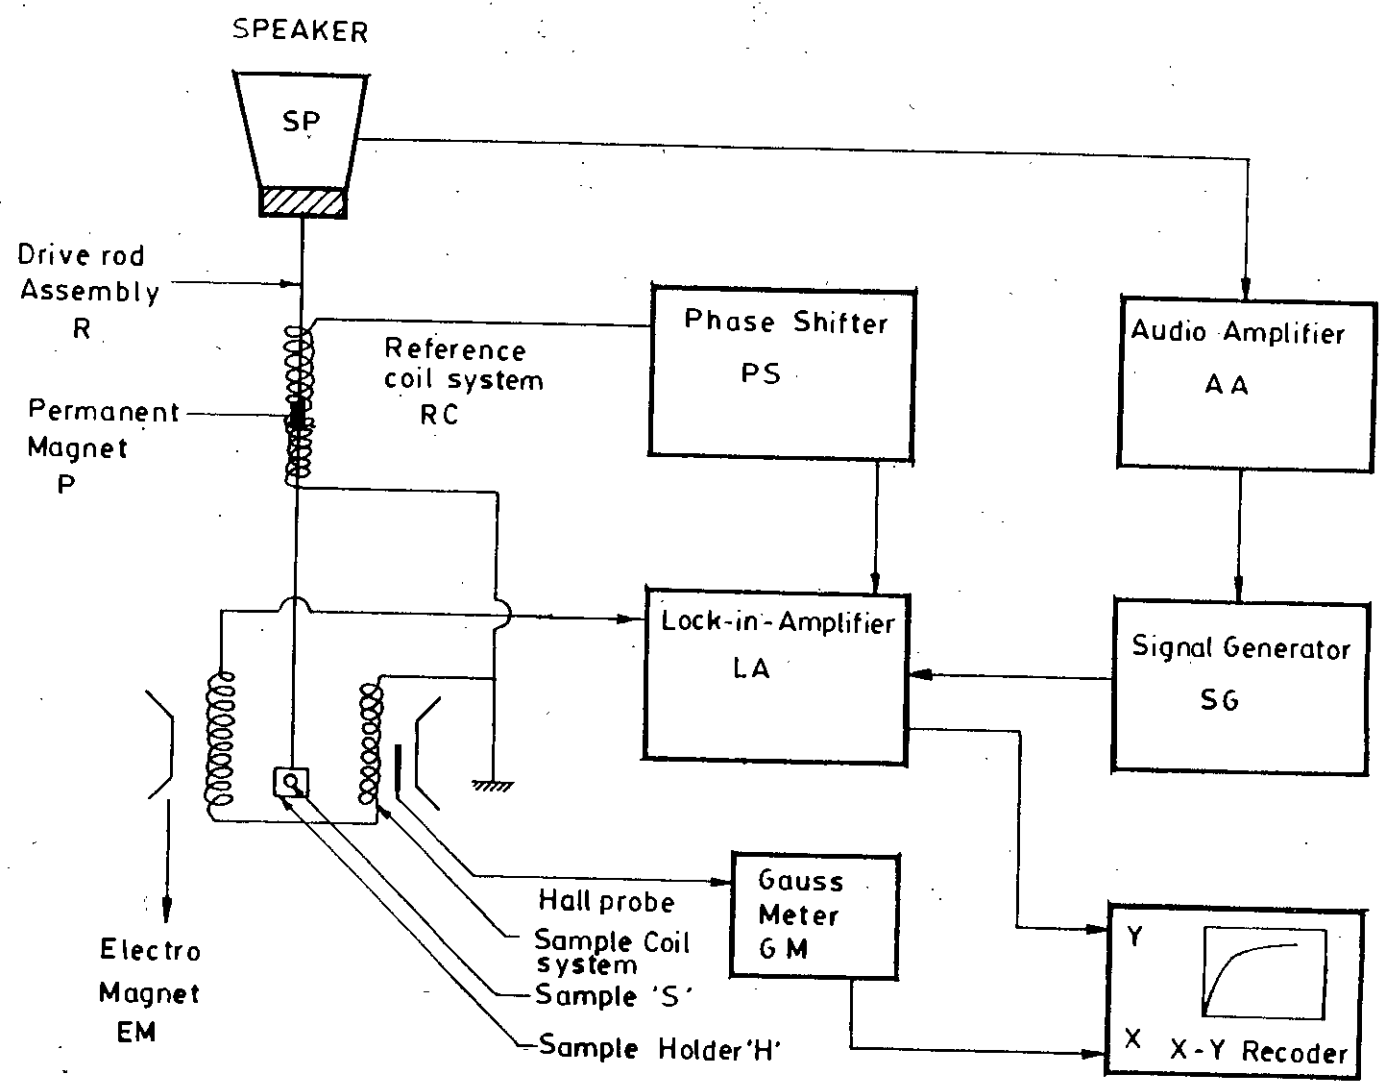 SPEAKER
SP
Drive rod
Assembly
R
Reference
coil system
RC
Permanent
Magnet
P
Phase Shifter
PS
Audio Amplifier
AA
Lock-in-Amplifier
LA
Signal Generator
SG
Electro
Magnet
EM
Hall probe
Sample Coil
system
Sample 'S'
Sample Holder'H'
Gauss
Meter
GM
Y
X
X-Y Recoder